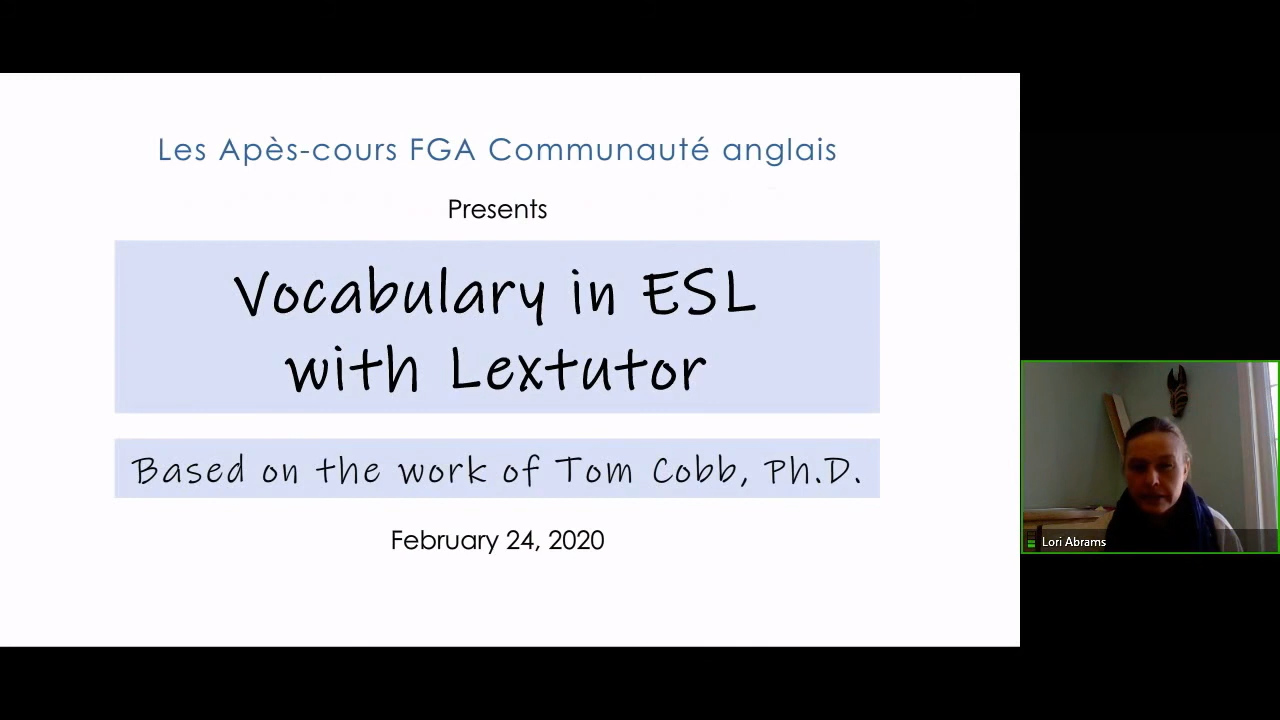 Les Apès-cours FGA Communauté anglais
Presents
Vocabulary in ESL
with Lextutor
Based on the work of Tom Cobb, Ph.D.
February 24, 2020
Lori Abrams